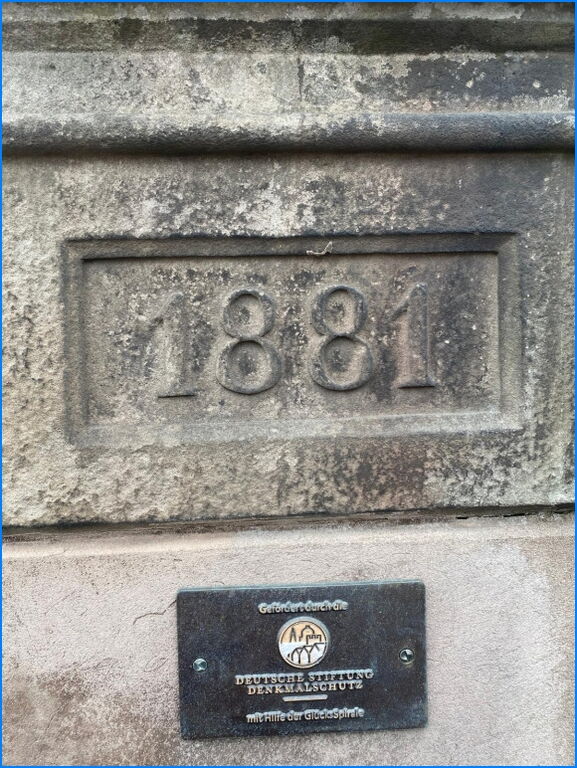 1881
Gefördert durch die
DEUTSCHE STIFTUNG
DENKMALSCHUTZ
mit Hilfe der GlücksSpirale